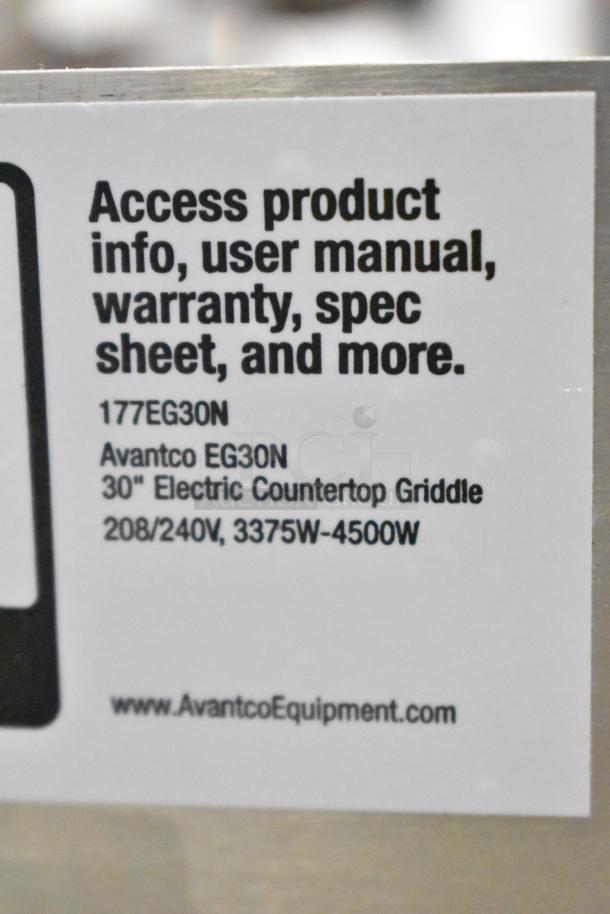 Access product
info, user manual,
warranty, spec
sheet, and more.
177EG30N
Avantco EG30N
30" Electric Countertop Griddle
208/240V, 3375W-4500W
www.AvantcoEquipment.com